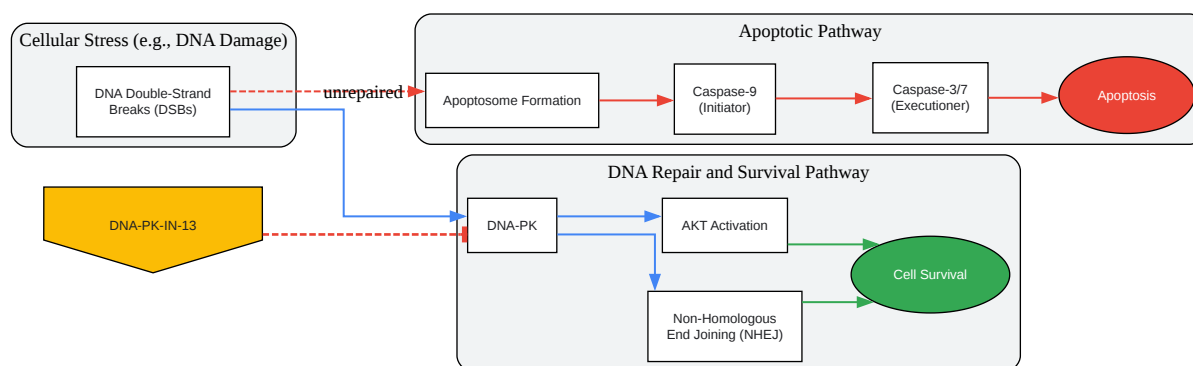 Cellular Stress (e.g., DNA Damage)
DNA Double-Strand
Breaks (DSBs)
unrepaired
Apoptotic Pathway
Apoptosome Formation
Caspase-9
(Initiator)
Caspase-3/7
(Executioner)
Apoptosis
DNA-PK-IN-13
DNA Repair and Survival Pathway
DNA-PK
AKT Activation
Non-Homologous
End Joining (NHEJ)
Cell Survival